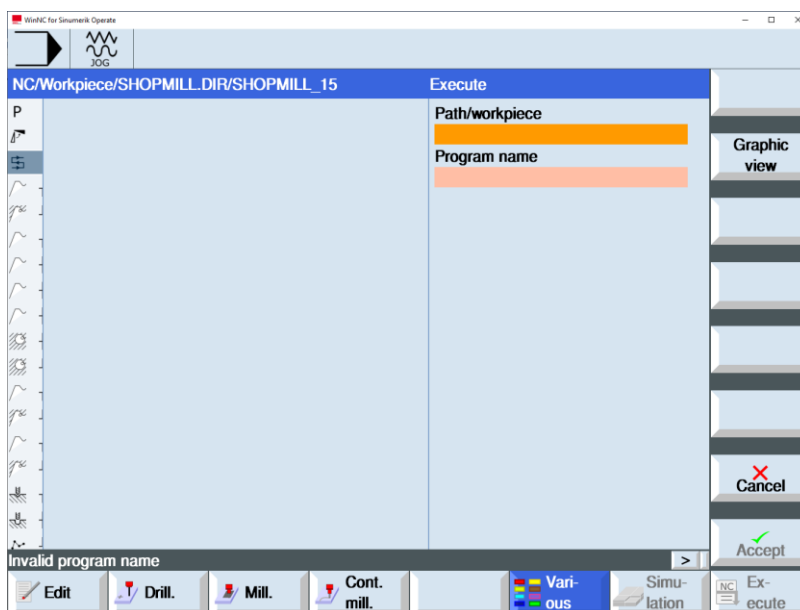 WinNC for Sinumerik Operate
JOG
NC/Workpiece/SHOPMILL.DIR/SHOPMILL_15
Execute
P
Path/workpiece
Program name
Graphic
view
Cancel
Accept
Invalid program name
>
Edit
Drill.
Mill.
Cont.
mill.
Vari-
ous
Simu-
lation
NC
Ex-
ecute